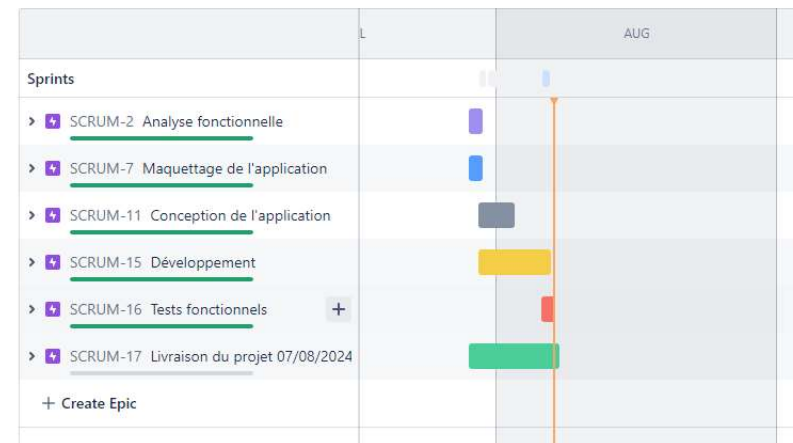 L AUG
Sprints
SCRUM-2 Analyse fonctionnelle
SCRUM-7 Maquettage de l'application
SCRUM-11 Conception de l'application
SCRUM-15 Développement
SCRUM-16 Tests fonctionnels +
SCRUM-17 Livraison du projet 07/08/2024
+ Create Epic